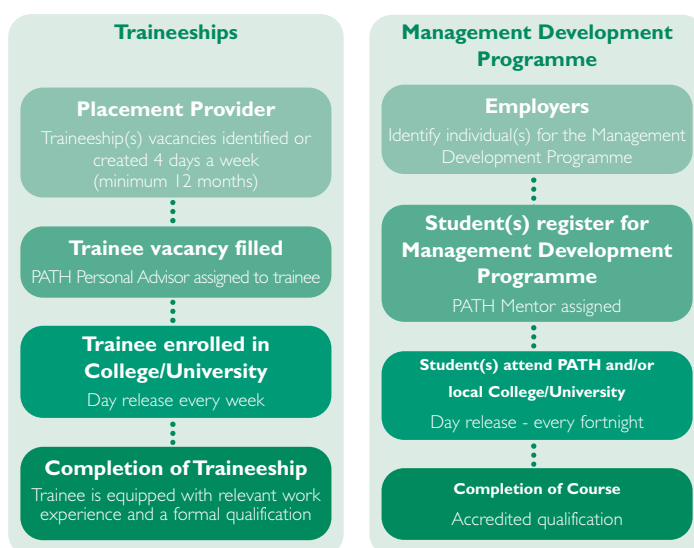 Traineeships
Placement Provider
Traineeship(s) vacancies identified or
created 4 days a week
(minimum 12 months)
Trainee vacancy filled
PATH Personal Advisor assigned to trainee
Trainee enrolled in
College/University
Day release every week
Completion of Traineeship
Trainee is equipped with relevant work
experience and a formal qualification
Management Development
Programme
Employers
Identify individual(s) for the Management
Development Programme
Student(s) register for
Management Development
Programme
PATH Mentor assigned
Student(s) attend PATH and/or
local College/University
Day release - every fortnight
Completion of Course
Accredited qualification